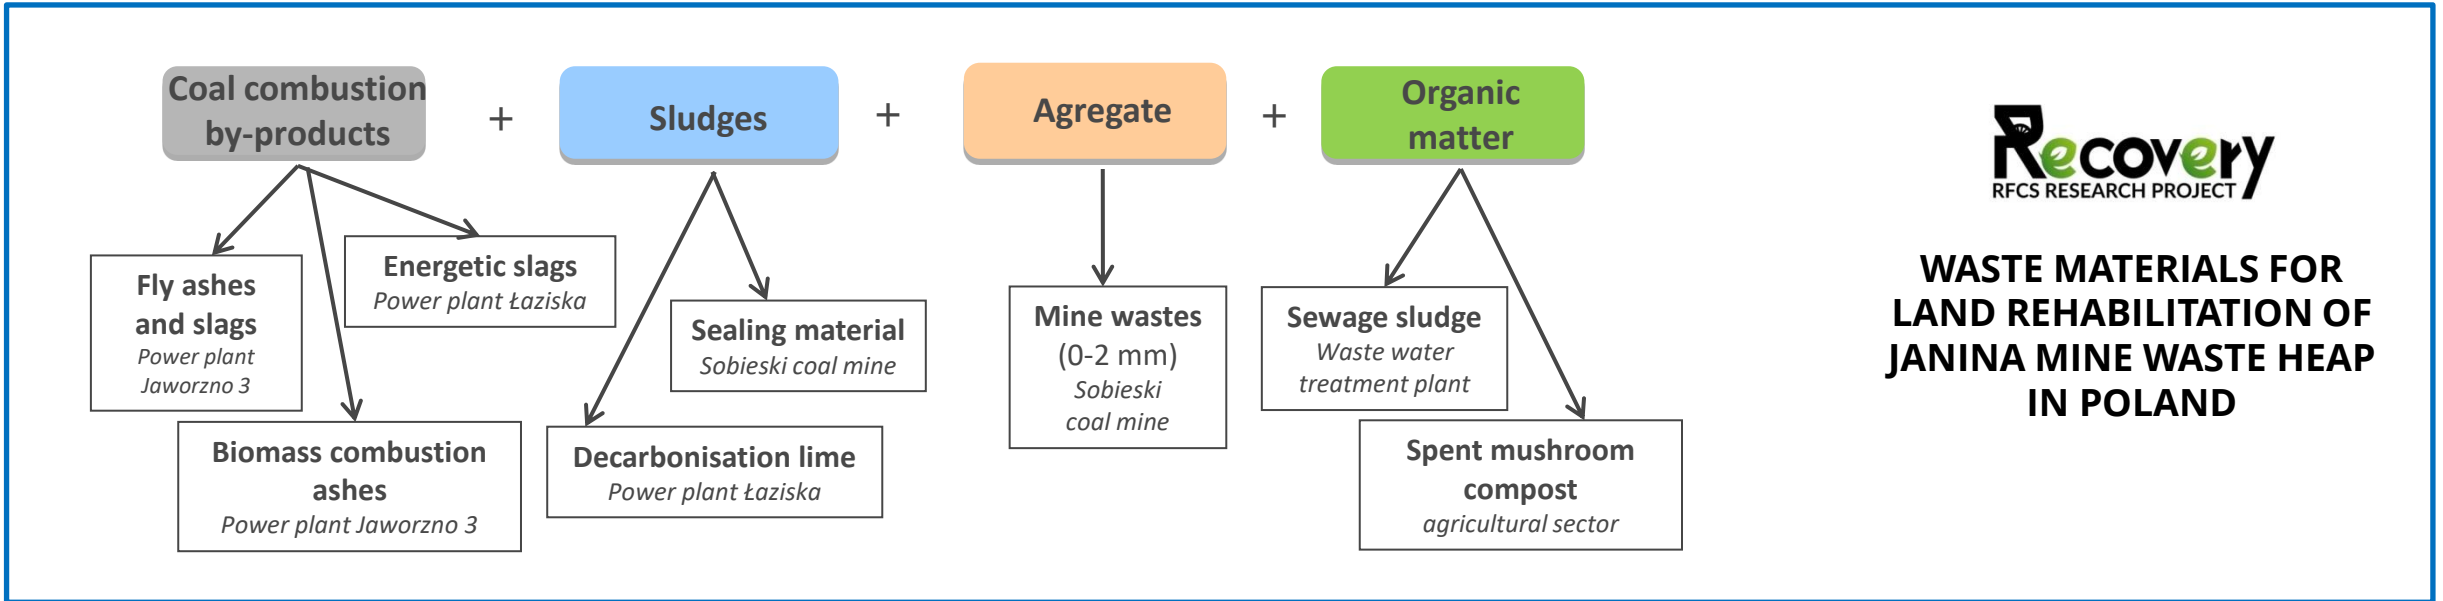 Coal combustion
by-products
+
Sludges
+
Agregate
+
Organic
matter
Fly ashes
and slags
Power plant
Jaworzno 3
Energetic slags
Power plant Łaziska
Biomass combustion
ashes
Power plant Jaworzno 3
Sealing material
Sobieski coal mine
Decarbonisation lime
Power plant Łaziska
Mine wastes
(0-2 mm)
Sobieski
coal mine
Sewage sludge
Waste water
treatment plant
Spent mushroom
compost
agricultural sector
Recovery
RFCS RESEARCH PROJECT
WASTE MATERIALS FOR
LAND REHABILITATION OF
JANINA MINE WASTE HEAP
IN POLAND